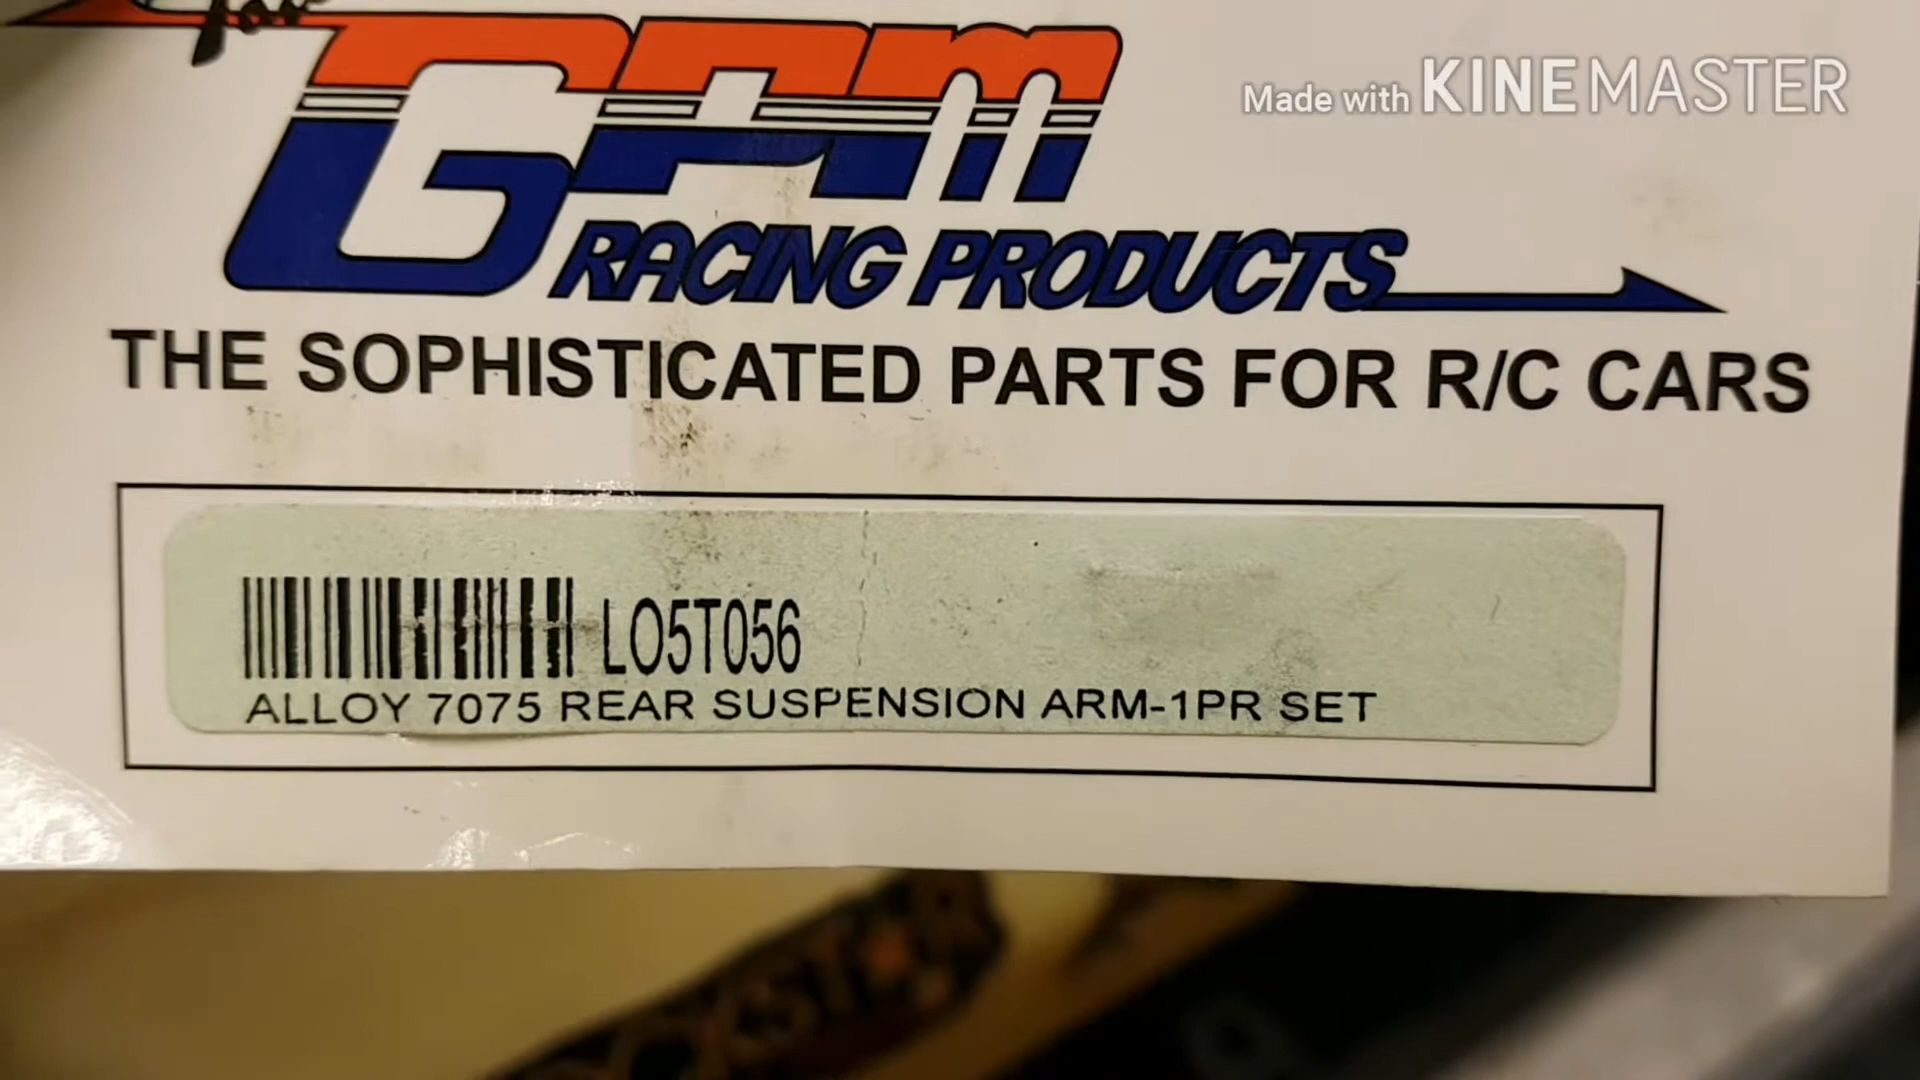 for
GPM
Made with KINEMASTER
RACING PRODUCTS
THE SOPHISTICATED PARTS FOR R/C CARS
LO5T056
ALLOY 7075 REAR SUSPENSION ARM-1PR SET